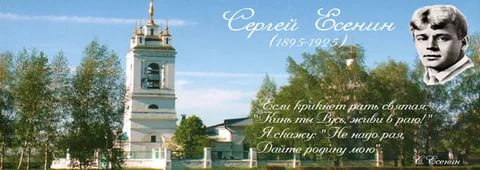 Сергей Есенин
(1895-1925)
"Если крикнет рать святая:
"Кинь ты Русь, живи в раю!"
Я скажу: "Не надо рая,
Дайте родину мою".
С. Есенин